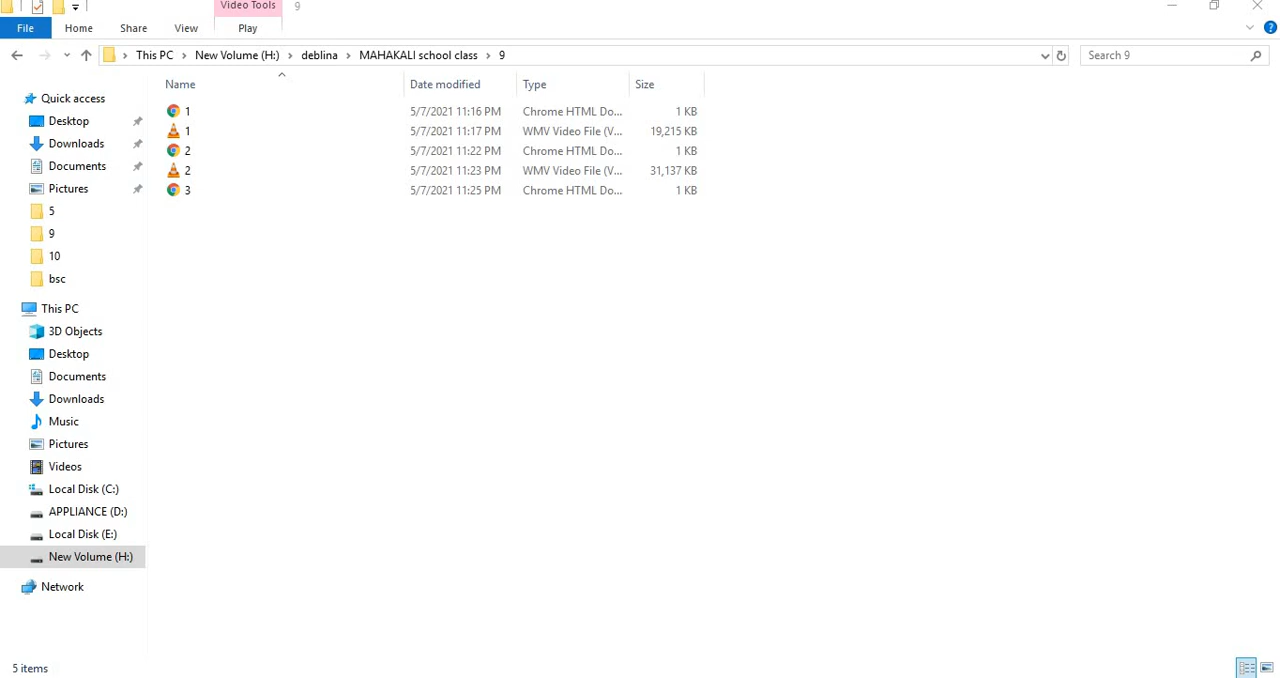 Video Tools 9
File Home Share View Play
This PC New Volume (H:) deblina MAHAKALI school class 9 Search 9
Name Date modified Type Size
1 5/7/2021 11:16 PM Chrome HTML Do... 1 KB
1 5/7/2021 11:17 PM WMV Video File (V... 19,215 KB
2 5/7/2021 11:22 PM Chrome HTML Do... 1 KB
2 5/7/2021 11:23 PM WMV Video File (V... 31,137 KB
3 5/7/2021 11:25 PM Chrome HTML Do... 1 KB
Quick access
Desktop
Downloads
Documents
Pictures
5
9
10
bsc
This PC
3D Objects
Desktop
Documents
Downloads
Music
Pictures
Videos
Local Disk (C:)
APPLIANCE (D:)
Local Disk (E:)
New Volume (H:)
Network
5 items